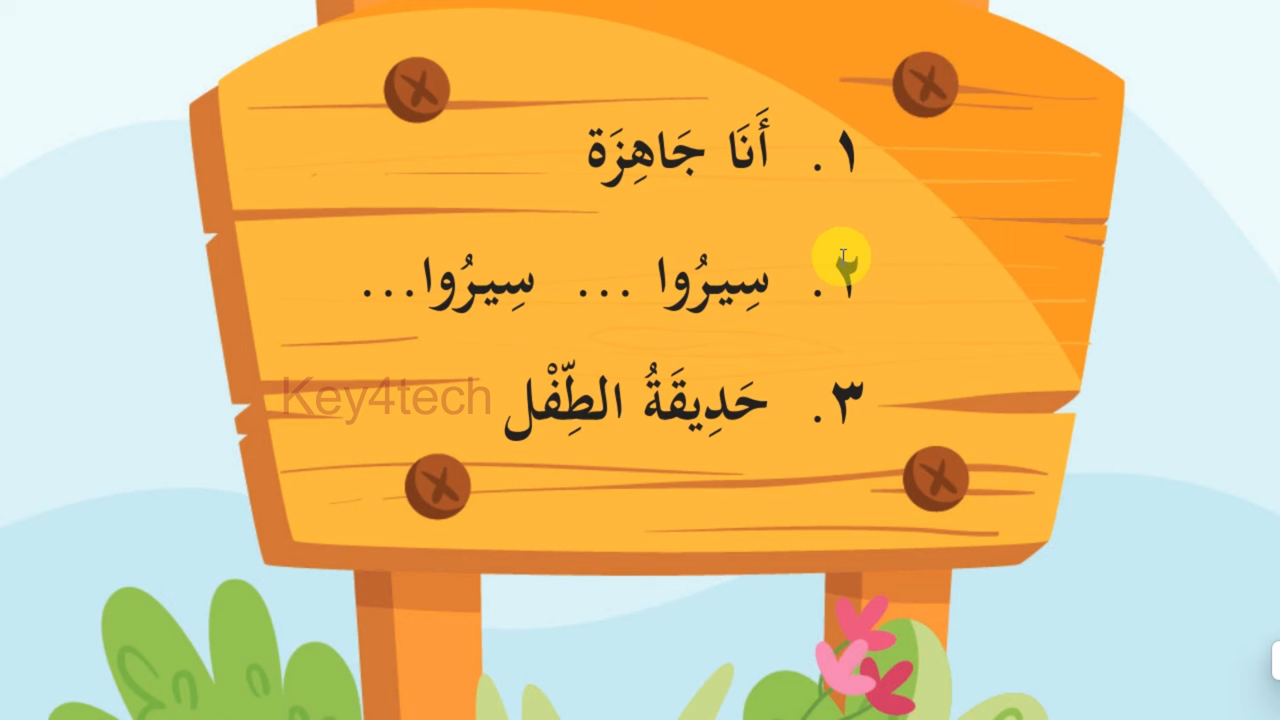 ١. أَنَا جَاهِزَة
٢. سِيرُوا ... سِيرُوا...
٣. حَدِيقَةُ الطِّفْل
Key4tech